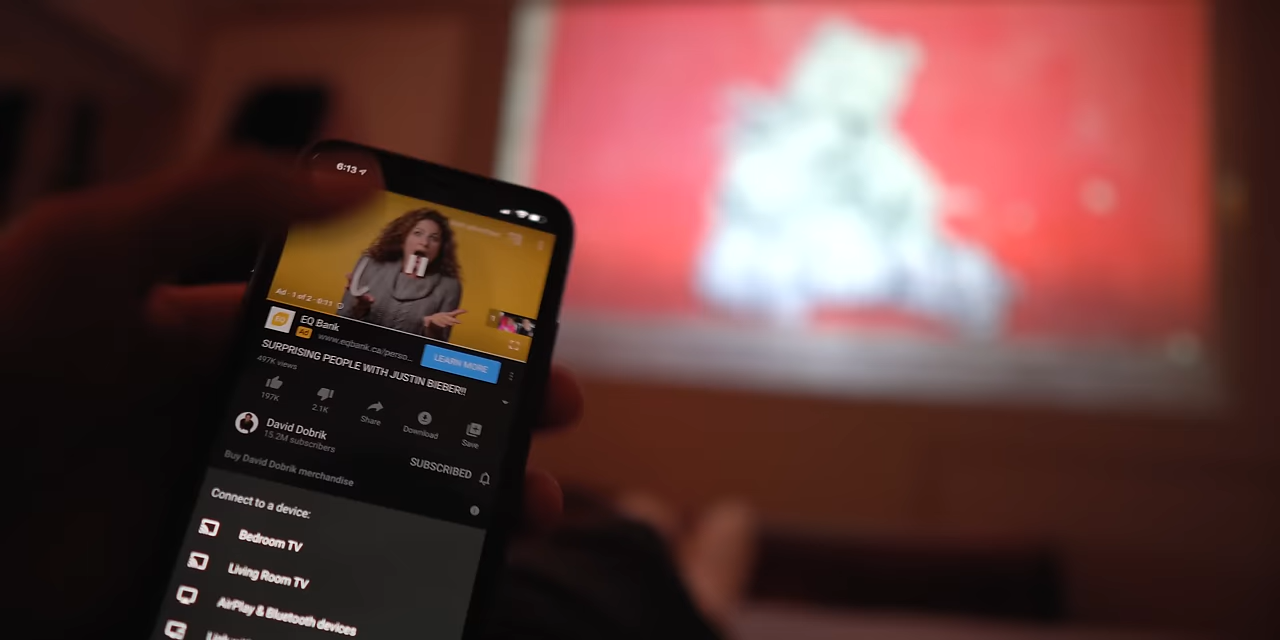 6:13
Ad · 1 of 2 · 0:11
EQ Bank
Ad www.eqbank.ca/perso...
LEARN MORE
SURPRISING PEOPLE WITH JUSTIN BIEBER!!
497K views
197K
2.1K
Share
Download
Save
David Dobrik
15.2M subscribers
SUBSCRIBED
Buy David Dobrik merchandise
Connect to a device:
Bedroom TV
Living Room TV
AirPlay & Bluetooth devices